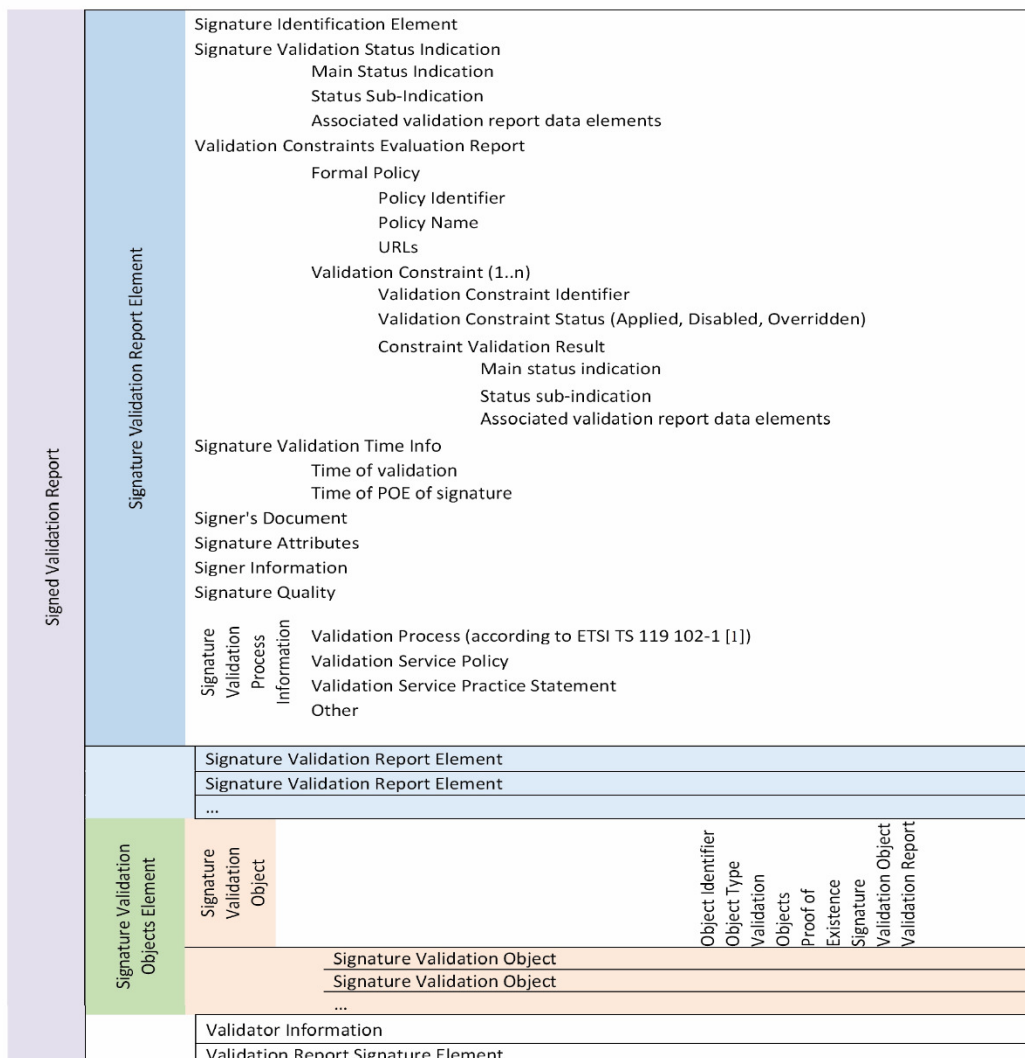 Signed Validation Report
Signature Validation Report Element
Signature Identification Element
Signature Validation Status Indication
Main Status Indication
Status Sub-Indication
Associated validation report data elements
Validation Constraints Evaluation Report
Formal Policy
Policy Identifier
Policy Name
URLs
Validation Constraint (1..n)
Validation Constraint Identifier
Validation Constraint Status (Applied, Disabled, Overridden)
Constraint Validation Result
Main status indication
Status sub-indication
Associated validation report data elements
Signature Validation Time Info
Time of validation
Time of POE of signature
Signer's Document
Signature Attributes
Signer Information
Signature Quality
Signature
Validation
Process
Information
Validation Process (according to ETSI TS 119 102-1 [1])
Validation Service Policy
Validation Service Practice Statement
Other
Signature Validation Report Element
Signature Validation Report Element
...
Signature Validation
Objects Element
Signature
Validation
Object
Object Identifier
Object Type
Validation
Objects
Proof of
Existence
Signature
Validation Object
Validation Report
Signature Validation Object
Signature Validation Object
...
Validator Information
Validation Report Signature Element